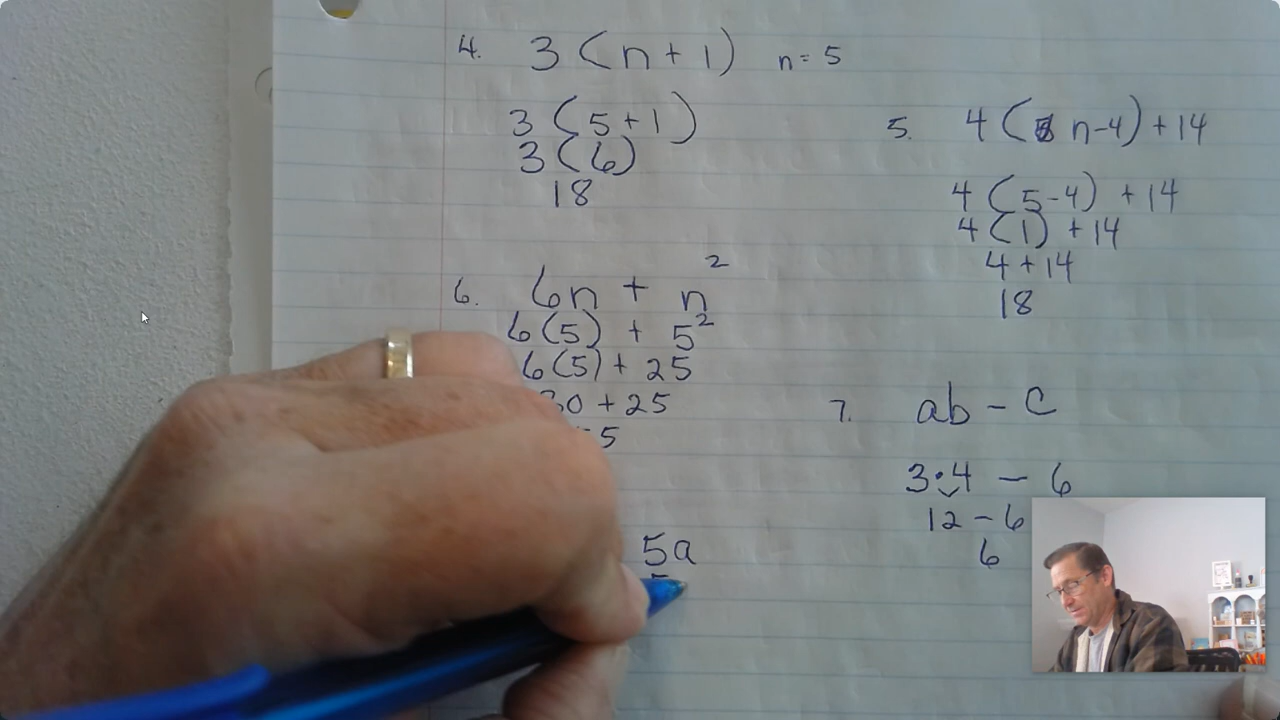 4. 3(n+1) n=5
3(5+1)
3(6)
18
5. 4(n-4)+14
4(5-4)+14
4(1)+14
4+14
18
6. 6n + n²
6(5) + 5²
6(5)+25
30+25
55
7. ab-c
3·4-6
12-6
6
5a